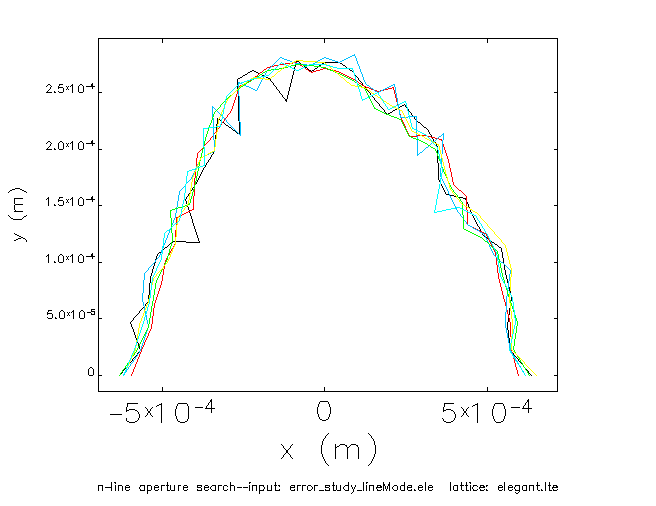 2.5×10⁻⁴
2.0×10⁻⁴
1.5×10⁻⁴
1.0×10⁻⁴
5.0×10⁻⁵
0
y (m)
−5×10⁻⁴ 0 5×10⁻⁴
x (m)
n-line aperture search--input: error_study_lineMode.ele lattice: elegant.lte